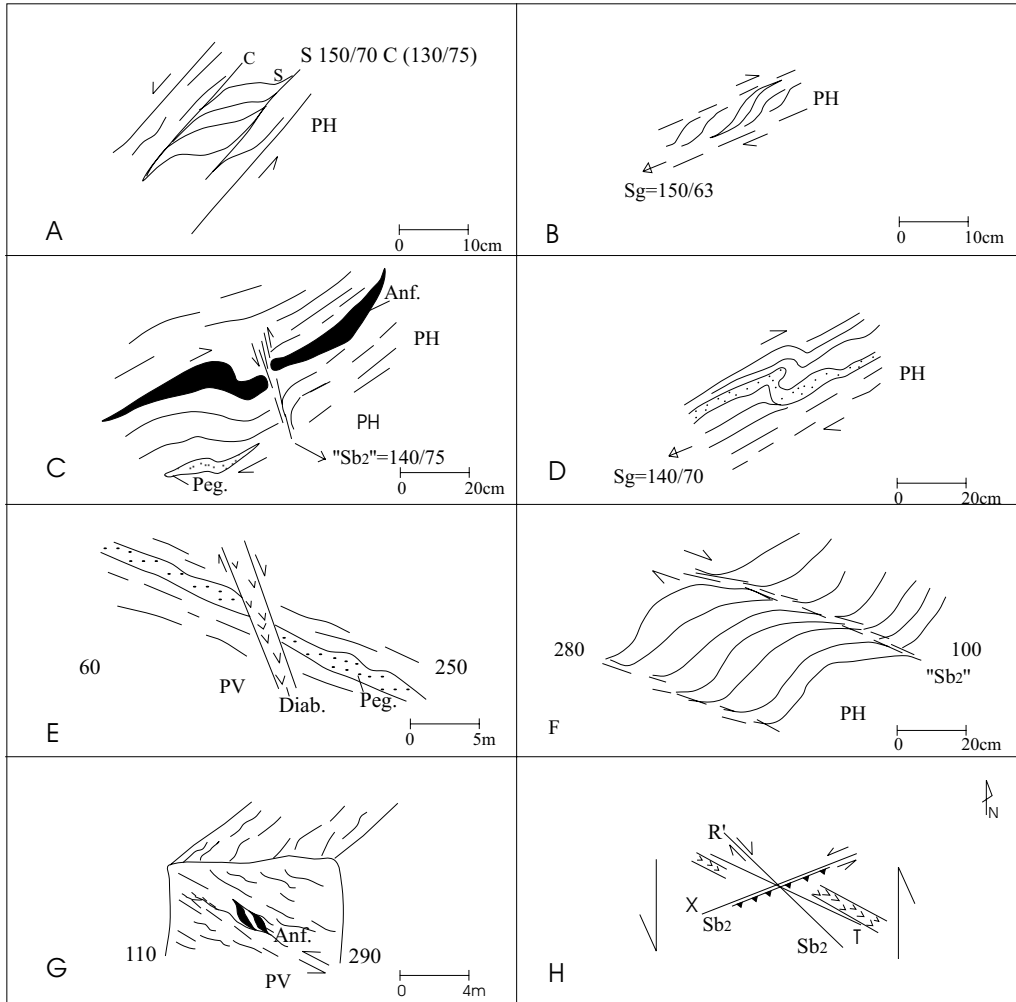 C
S
S 150/70 C (130/75)
PH
A
0 10cm
PH
Sg=150/63
B
0 10cm
Anf.
PH
PH
"Sb2"=140/75
C
Peg.
0 20cm
PH
D
Sg=140/70
0 20cm
60
250
PV
Diab.
Peg.
E
0 5m
280
100
"Sb2"
F
PH
0 20cm
Anf.
110
290
G
PV
0 4m
N
R'
X
Sb2
Sb2
T
H